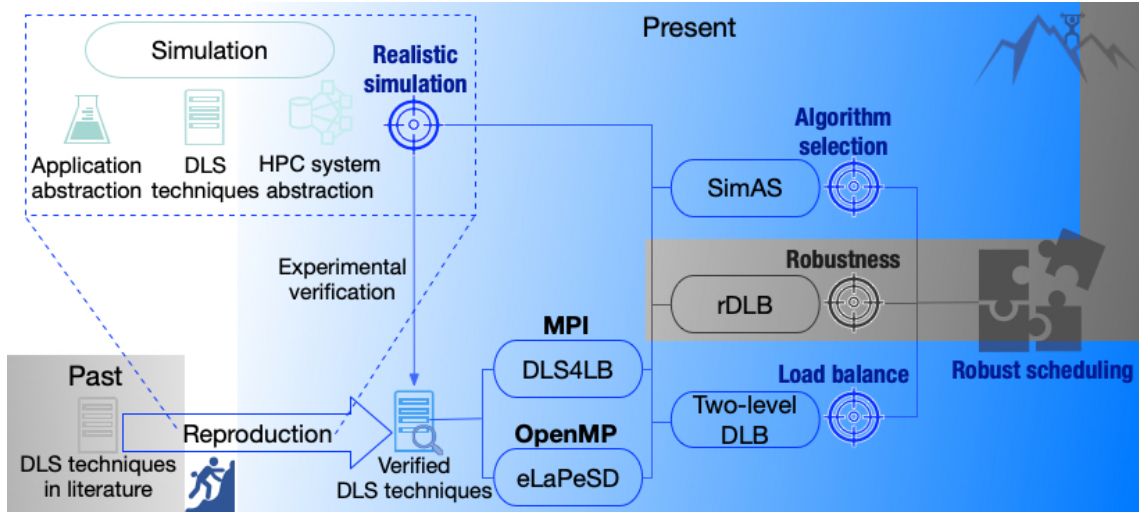 Present
Simulation
Realistic
simulation
Application
abstraction
DLS
techniques
HPC system
abstraction
Algorithm
selection
SimAS
Experimental
verification
Robustness
rDLB
MPI
DLS4LB
Robust scheduling
Load balance
Two-level
DLB
Past
DLS techniques
in literature
Reproduction
Verified
DLS techniques
OpenMP
eLaPeSD